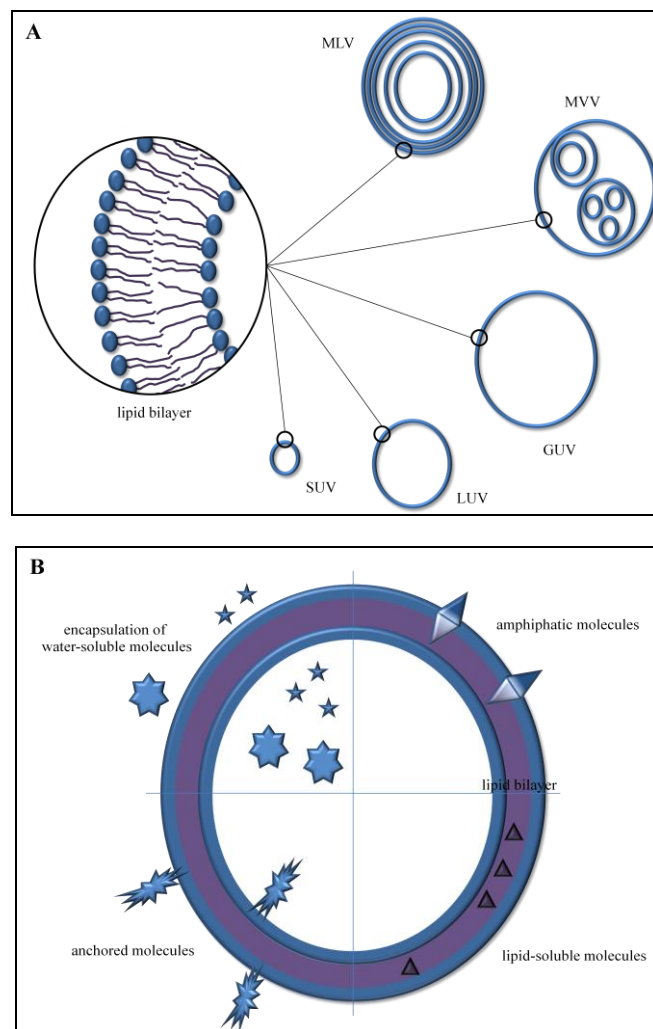 A
MLV
MVV
lipid bilayer
GUV
SUV
LUV
B
encapsulation of
water-soluble molecules
amphiphatic molecules
lipid bilayer
anchored molecules
lipid-soluble molecules